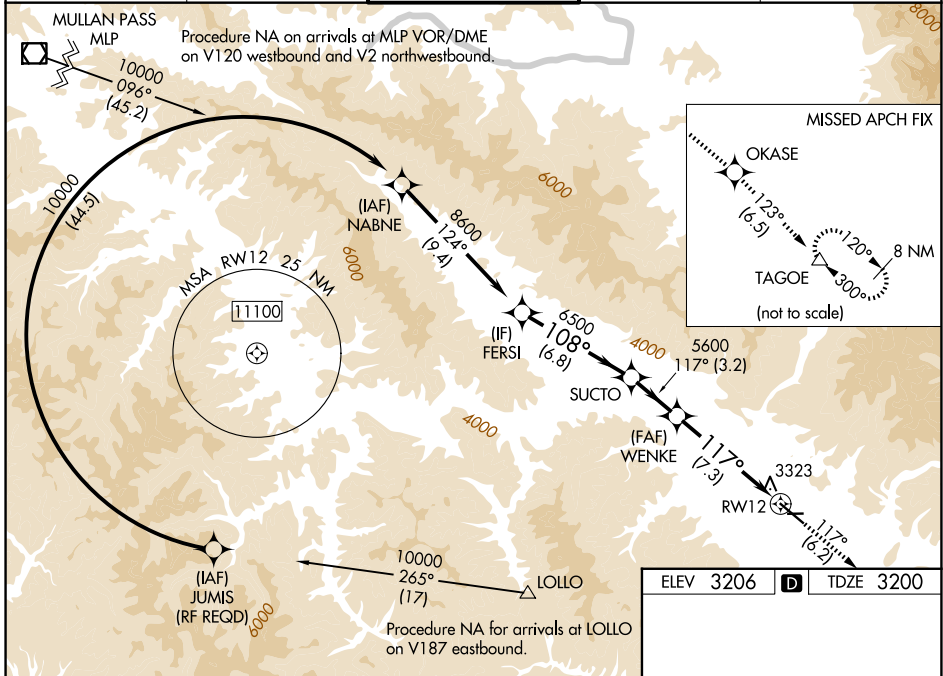 MULLAN PASS
MLP
Procedure NA on arrivals at MLP VOR/DME
on V120 westbound and V2 northwestbound.
8000
10000
096°
(45.2)
MISSED APCH FIX
OKASE
123°
(6.5)
120°
8 NM
TAGOE
300°
(not to scale)
10000
(44.5)
6000
(IAF)
NABNE
8600
124°
(9.4)
6000
MSA RW12 25 NM
11100
(IF)
FERSI
6500
108°
(6.8)
4000
5600
117° (3.2)
SUCTO
4000
(FAF)
WENKE
117°
(7.3)
3323
RW12
117°
(6.2)
(IAF)
JUMIS
(RF REQD)
6000
10000
265°
(17)
LOLLO
Procedure NA for arrivals at LOLLO
on V187 eastbound.
ELEV 3206 D TDZE 3200